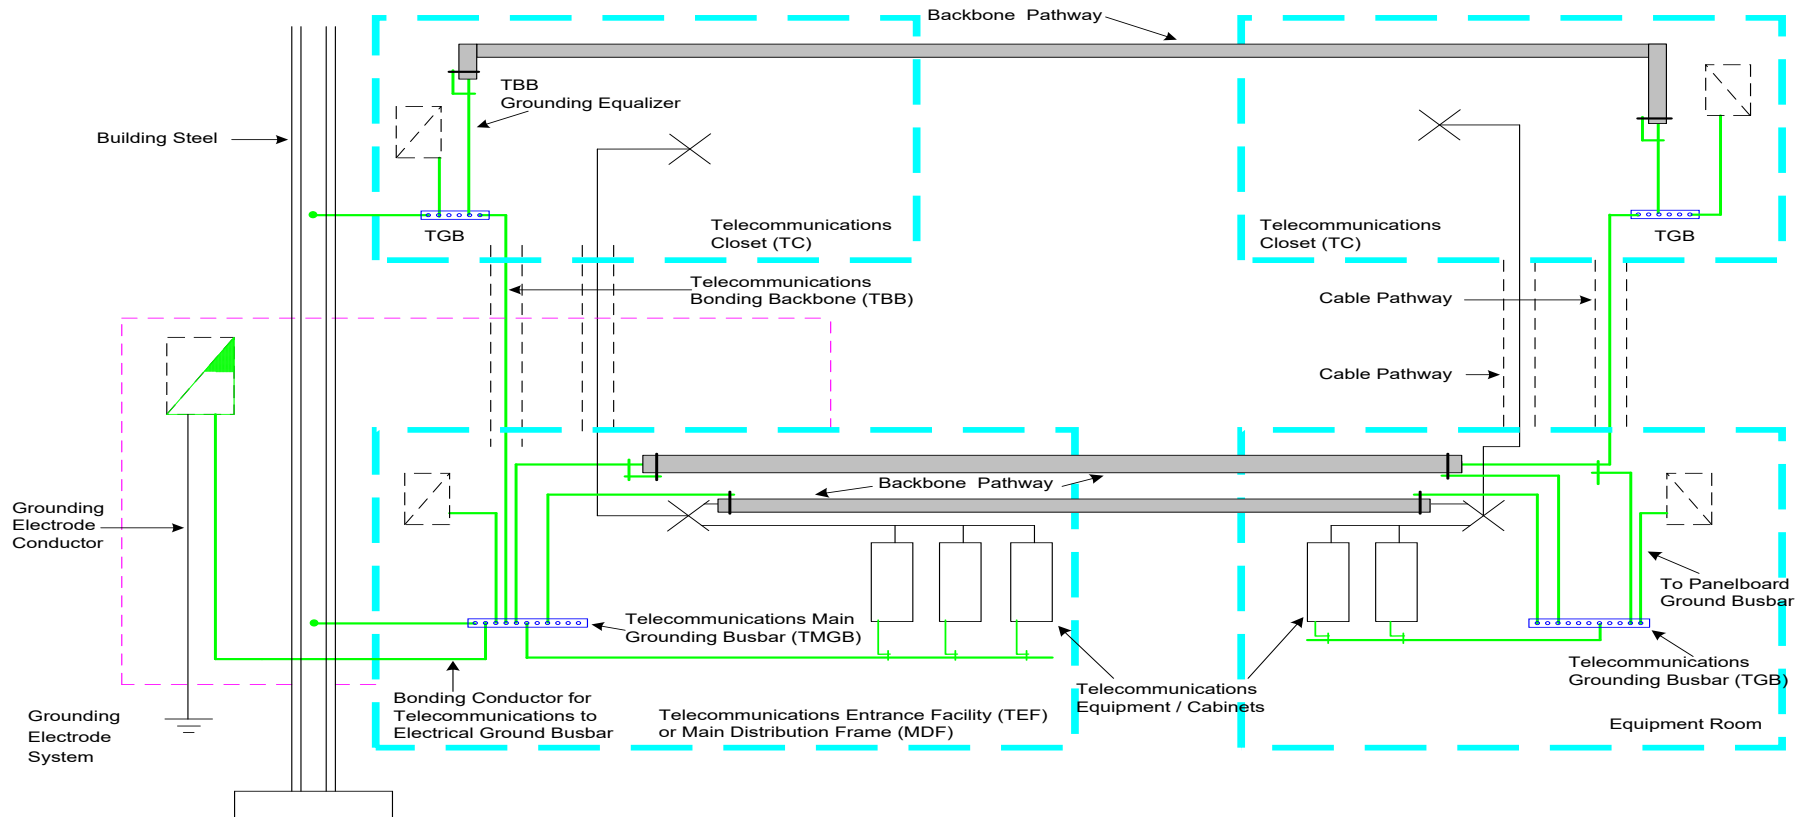 Backbone  Pathway
TBB
Grounding Equalizer
Building Steel
Telecommunications
Closet (TC)
TGB
Telecommunications
Closet (TC)
TGB
Telecommunications
Bonding Backbone (TBB)
Cable Pathway
Cable Pathway
Backbone  Pathway
Grounding
Electrode
Conductor
To Panelboard
Ground Busbar
Telecommunications Main
Grounding Busbar (TMGB)
Telecommunications
Grounding Busbar (TGB)
Telecommunications
Equipment / Cabinets
Bonding Conductor for
Telecommunications to
Electrical Ground Busbar
Telecommunications Entrance Facility (TEF)
or Main Distribution Frame (MDF)
Equipment Room
Grounding
Electrode
System